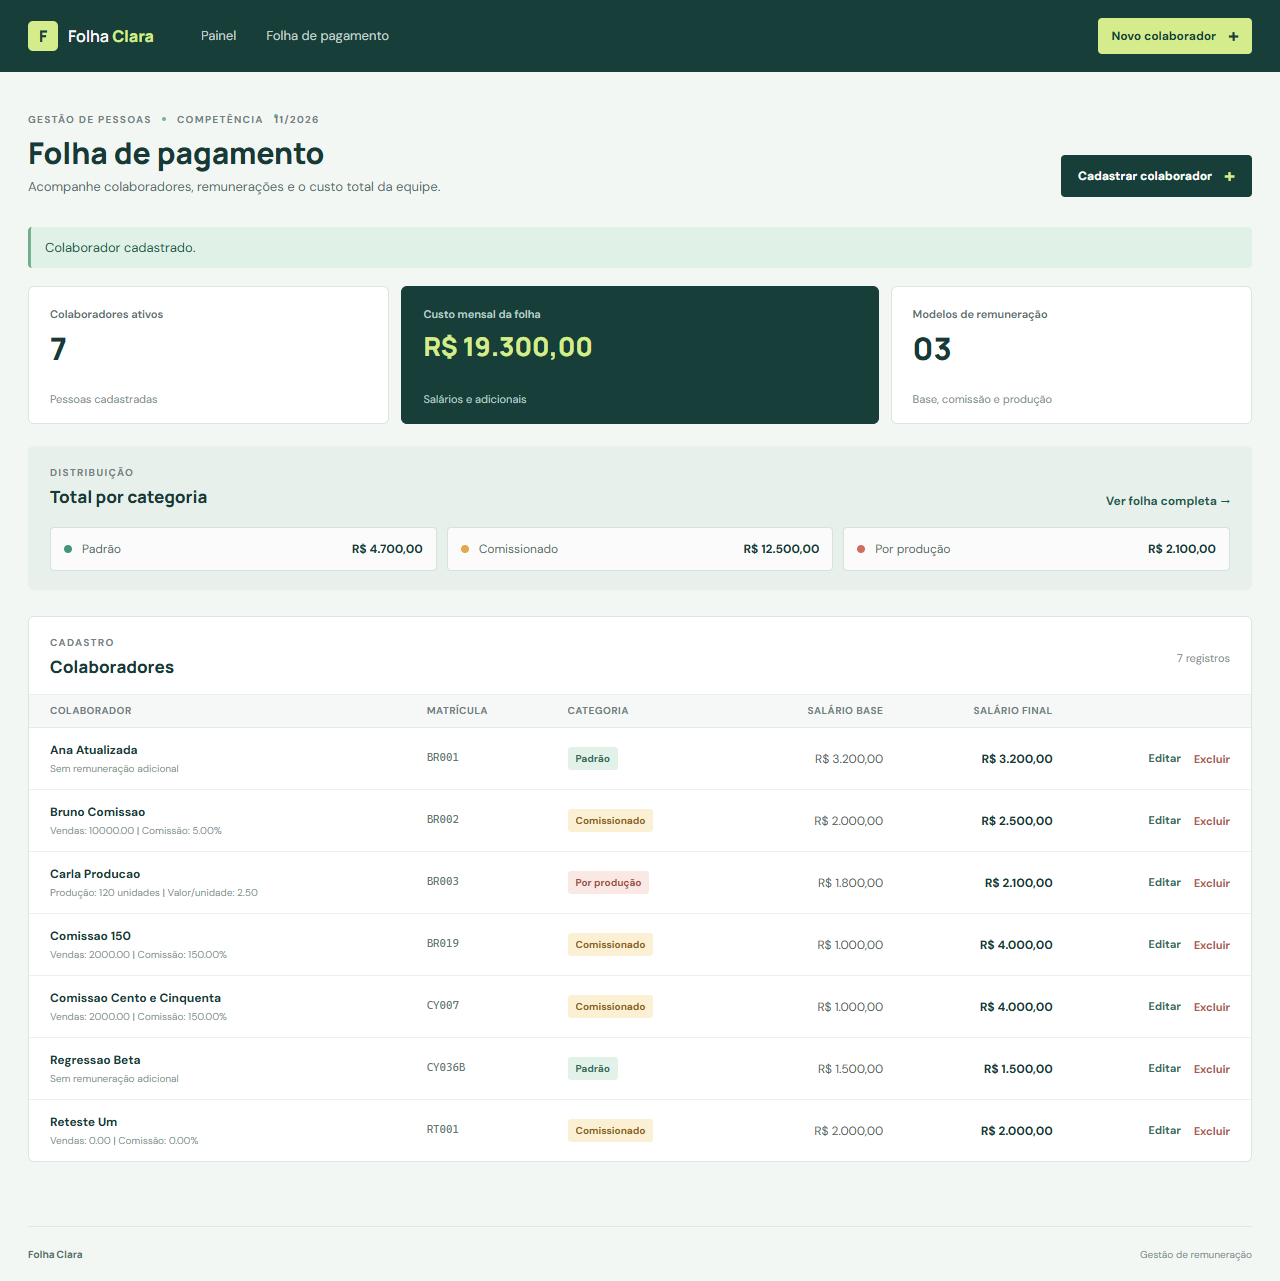 F Folha Clara Painel Folha de pagamento Novo colaborador +
GESTÃO DE PESSOAS • COMPETÊNCIA 11/2026
Folha de pagamento
Acompanhe colaboradores, remunerações e o custo total da equipe.
Cadastrar colaborador +
Colaborador cadastrado.
Colaboradores ativos
7
Pessoas cadastradas
Custo mensal da folha
R$ 19.300,00
Salários e adicionais
Modelos de remuneração
03
Base, comissão e produção
DISTRIBUIÇÃO
Total por categoria
Ver folha completa →
Padrão R$ 4.700,00
Comissionado R$ 12.500,00
Por produção R$ 2.100,00
CADASTRO
Colaboradores
7 registros
COLABORADOR MATRÍCULA CATEGORIA SALÁRIO BASE SALÁRIO FINAL
Ana Atualizada BR001 Padrão R$ 3.200,00 R$ 3.200,00 Editar Excluir
Sem remuneração adicional
Bruno Comissao BR002 Comissionado R$ 2.000,00 R$ 2.500,00 Editar Excluir
Vendas: 10000.00 | Comissão: 5.00%
Carla Producao BR003 Por produção R$ 1.800,00 R$ 2.100,00 Editar Excluir
Produção: 120 unidades | Valor/unidade: 2.50
Comissao 150 BR019 Comissionado R$ 1.000,00 R$ 4.000,00 Editar Excluir
Vendas: 2000.00 | Comissão: 150.00%
Comissao Cento e Cinquenta CY007 Comissionado R$ 1.000,00 R$ 4.000,00 Editar Excluir
Vendas: 2000.00 | Comissão: 150.00%
Regressao Beta CY036B Padrão R$ 1.500,00 R$ 1.500,00 Editar Excluir
Sem remuneração adicional
Reteste Um RT001 Comissionado R$ 2.000,00 R$ 2.000,00 Editar Excluir
Vendas: 0.00 | Comissão: 0.00%
Folha Clara Gestão de remuneração